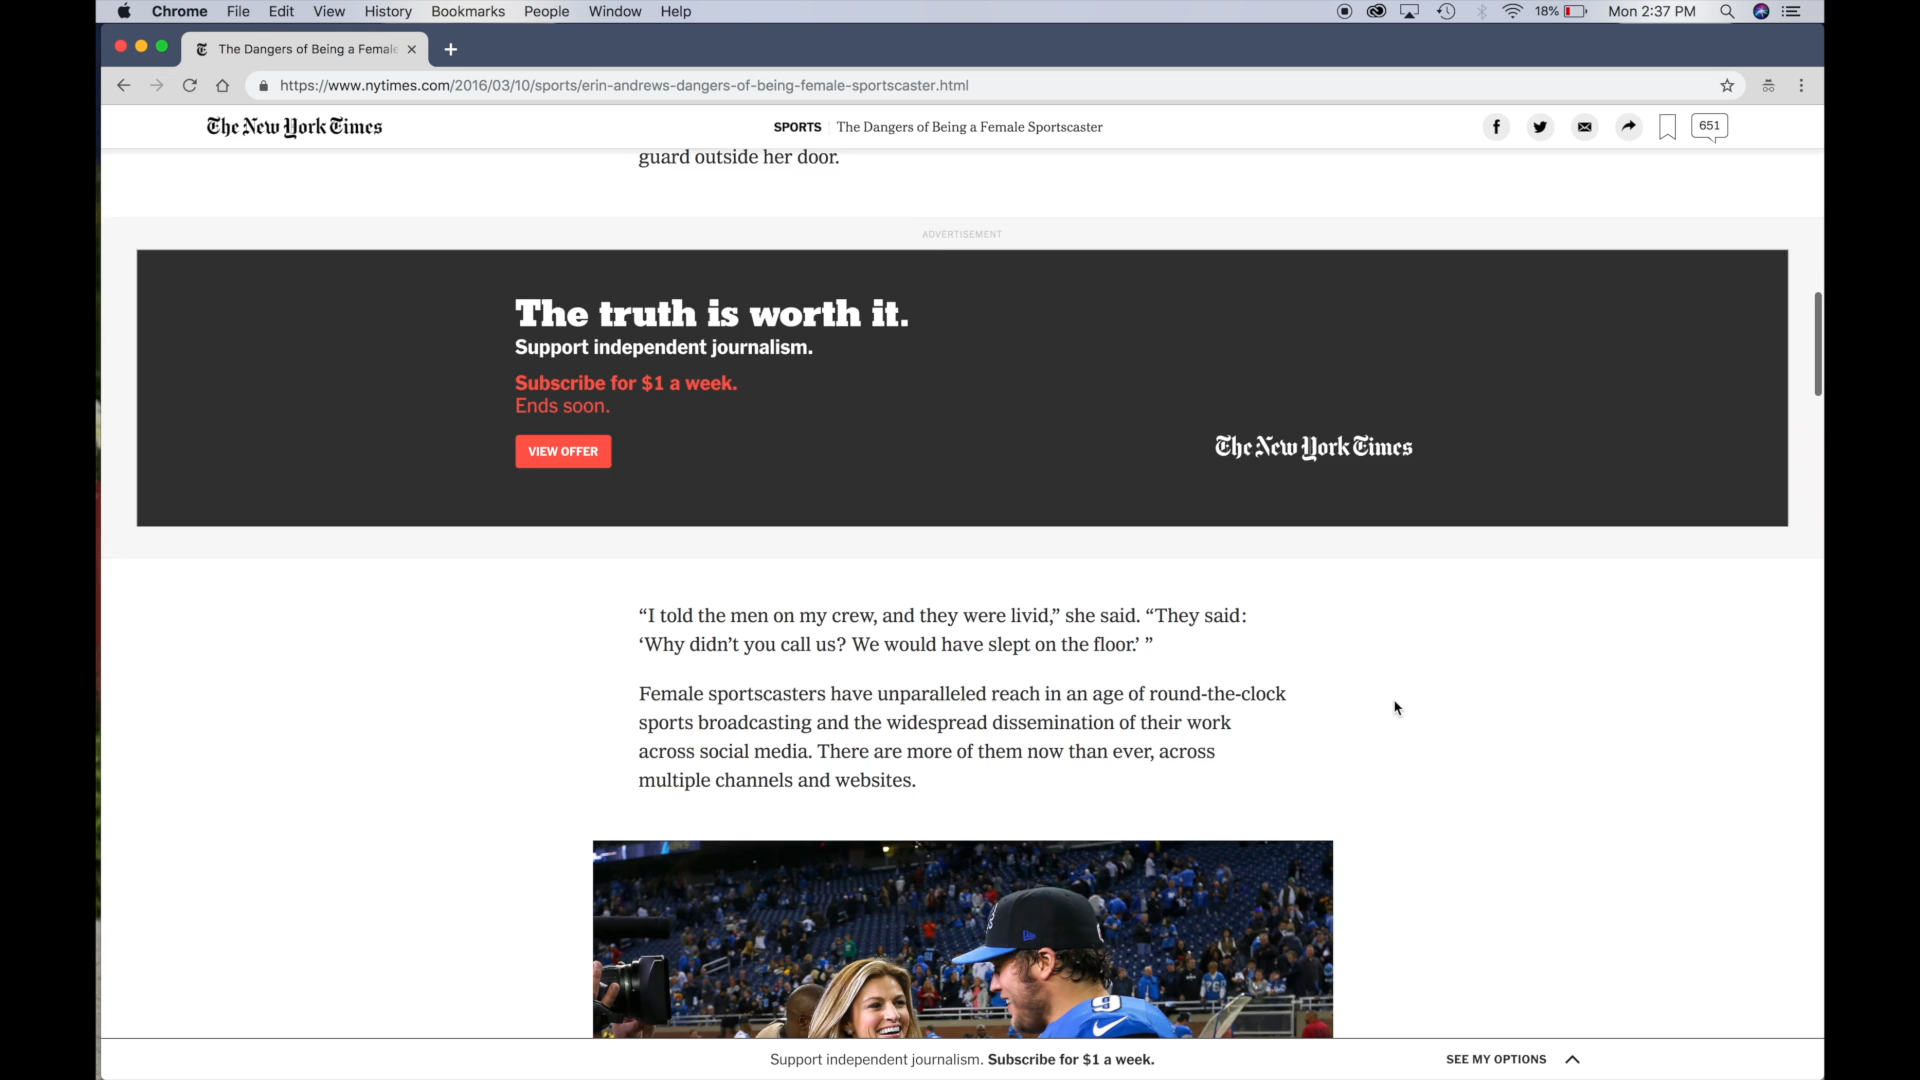 Chrome File Edit View History Bookmarks People Window Help 18% Mon 2:37 PM
The Dangers of Being a Female
https://www.nytimes.com/2016/03/10/sports/erin-andrews-dangers-of-being-female-sportscaster.html
The New York Times SPORTS The Dangers of Being a Female Sportscaster 651
guard outside her door.
ADVERTISEMENT
The truth is worth it.
Support independent journalism.
Subscribe for $1 a week.
Ends soon.
VIEW OFFER
The New York Times
“I told the men on my crew, and they were livid,” she said. “They said:
‘Why didn’t you call us? We would have slept on the floor.’ ”
Female sportscasters have unparalleled reach in an age of round-the-clock
sports broadcasting and the widespread dissemination of their work
across social media. There are more of them now than ever, across
multiple channels and websites.
9
Support independent journalism. Subscribe for $1 a week. SEE MY OPTIONS